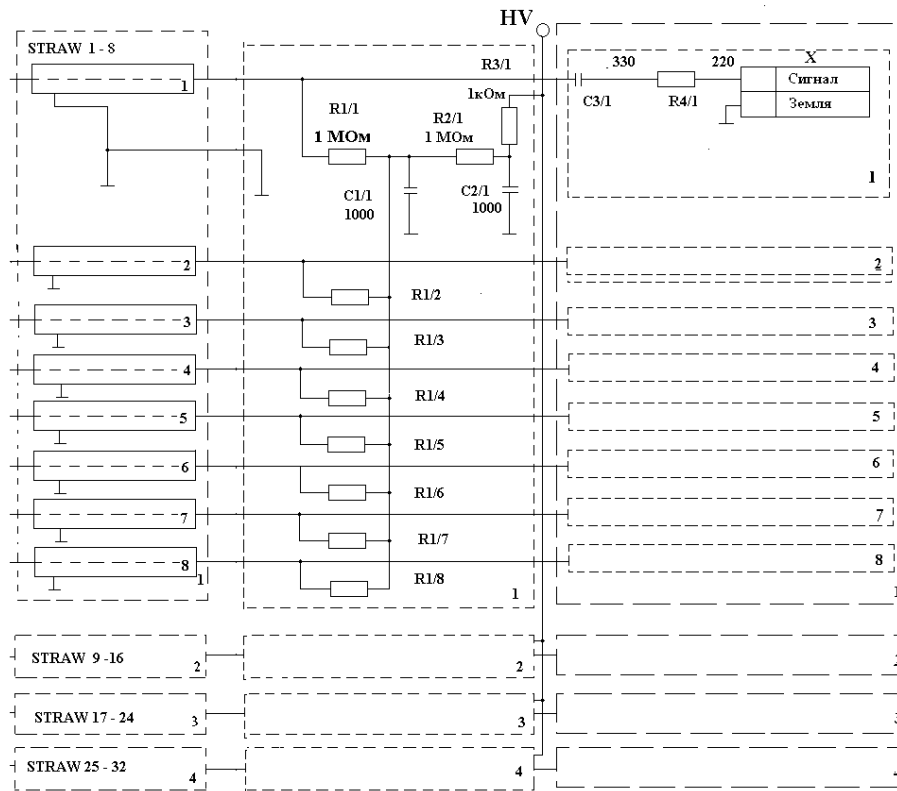 HV
STRAW 1 - 8
330
220
X
R3/1
1
Сигнал
1кОм
C3/1
R4/1
Земля
R1/1
R2/1
1 МОм
1 МОм
C1/1
1000
C2/1
1000
1
2
2
R1/2
3
3
R1/3
4
4
R1/4
5
5
R1/5
6
6
R1/6
7
7
R1/7
8
8
1
R1/8
1
1
STRAW 9 -16
2
2
STRAW 17 - 24
3
3
3
STRAW 25 - 32
4
4